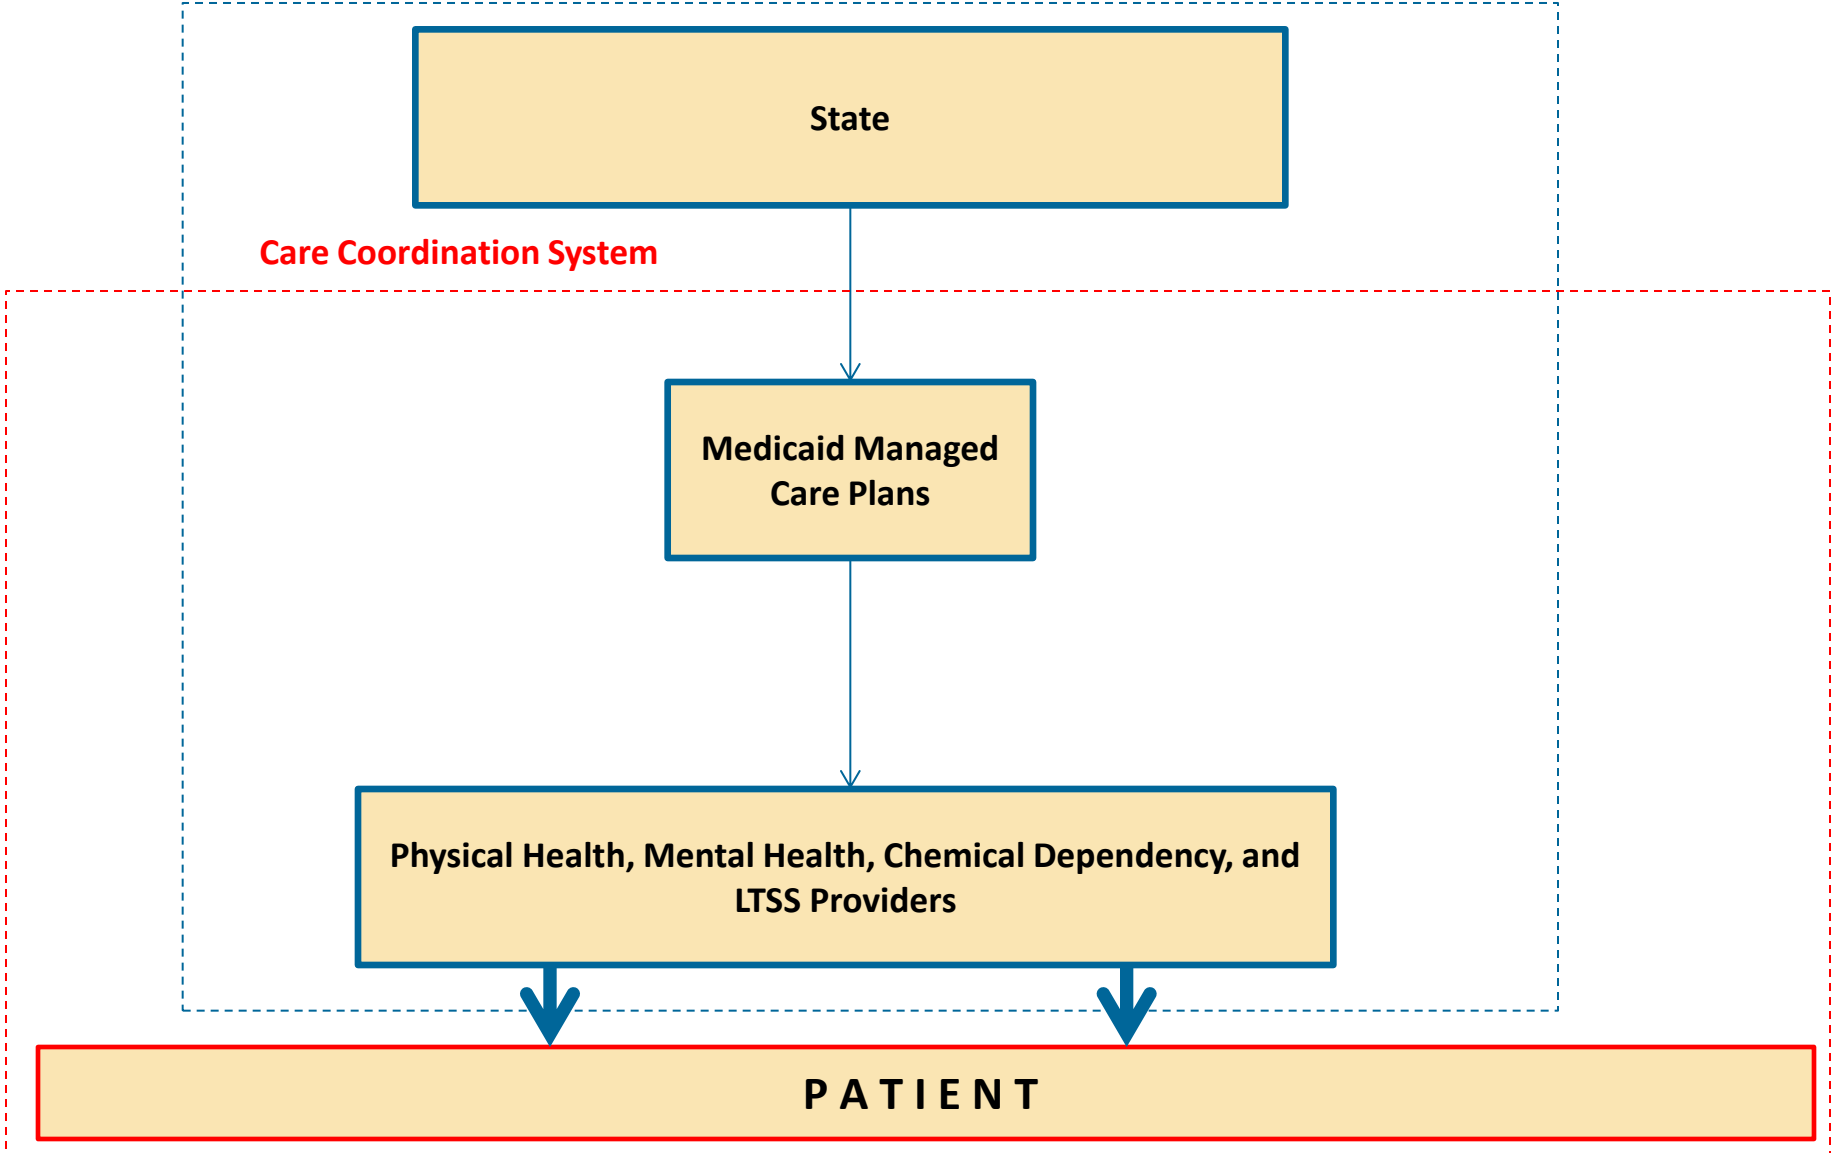 State
Care Coordination System
Medicaid Managed
Care Plans
Physical Health, Mental Health, Chemical Dependency, and
LTSS Providers
P A T I E N T